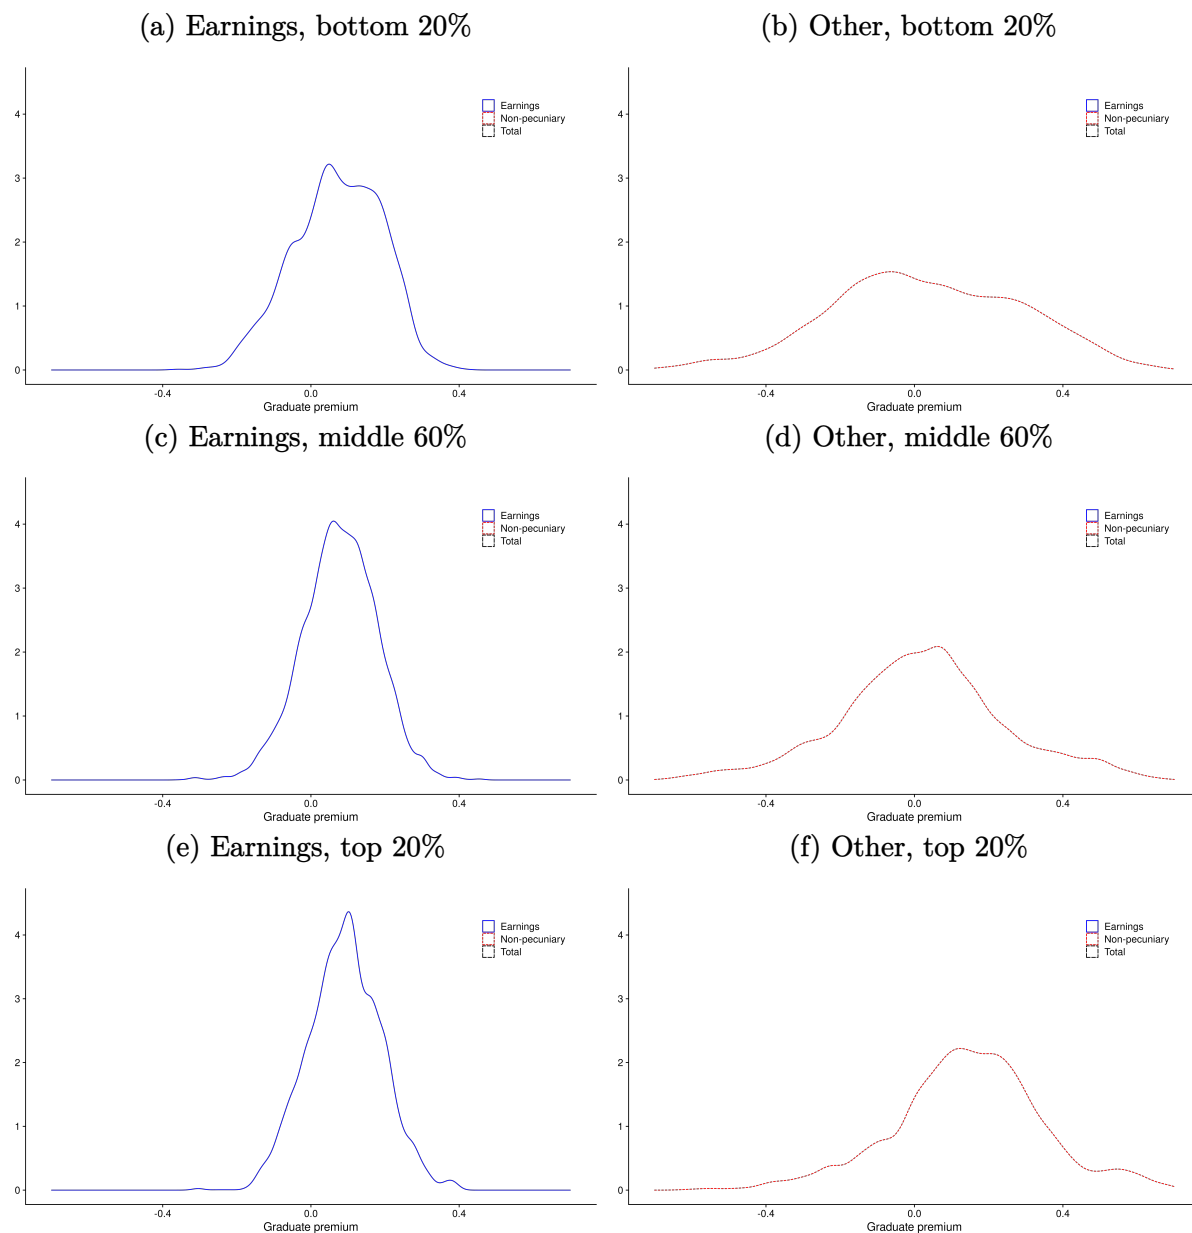 (a) Earnings, bottom 20%
4
3
2
1
0
-0.4 0.0 0.4
Graduate premium
Earnings
Non-pecuniary
Total
(b) Other, bottom 20%
4
3
2
1
0
-0.4 0.0 0.4
Graduate premium
Earnings
Non-pecuniary
Total
(c) Earnings, middle 60%
4
3
2
1
0
-0.4 0.0 0.4
Graduate premium
Earnings
Non-pecuniary
Total
(d) Other, middle 60%
4
3
2
1
0
-0.4 0.0 0.4
Graduate premium
Earnings
Non-pecuniary
Total
(e) Earnings, top 20%
4
3
2
1
0
-0.4 0.0 0.4
Graduate premium
Earnings
Non-pecuniary
Total
(f) Other, top 20%
4
3
2
1
0
-0.4 0.0 0.4
Graduate premium
Earnings
Non-pecuniary
Total